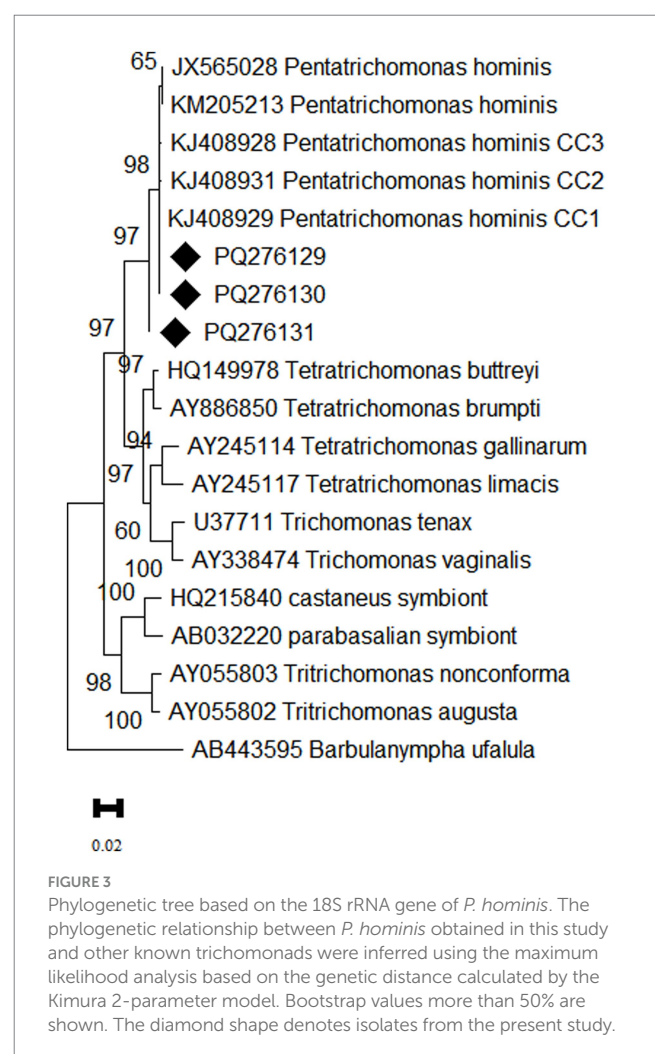 65
JX565028 Pentatrichomonas hominis
KM205213 Pentatrichomonas hominis
KJ408928 Pentatrichomonas hominis CC3
98
KJ408931 Pentatrichomonas hominis CC2
KJ408929 Pentatrichomonas hominis CC1
97
PQ276129
PQ276130
97
PQ276131
97
HQ149978 Tetratrichomonas buttreyi
AY886850 Tetratrichomonas brumpti
94
AY245114 Tetratrichomonas gallinarum
97
AY245117 Tetratrichomonas limacis
U37711 Trichomonas tenax
60
AY338474 Trichomonas vaginalis
100
100
HQ215840 castaneus symbiont
AB032220 parabasalian symbiont
AY055803 Tritrichomonas nonconforma
98
AY055802 Tritrichomonas augusta
100
AB443595 Barbulanympha ufalula
0.02
FIGURE 3
Phylogenetic tree based on the 18S rRNA gene of P. hominis. The
phylogenetic relationship between P. hominis obtained in this study
and other known trichomonads were inferred using the maximum
likelihood analysis based on the genetic distance calculated by the
Kimura 2-parameter model. Bootstrap values more than 50% are
shown. The diamond shape denotes isolates from the present study.